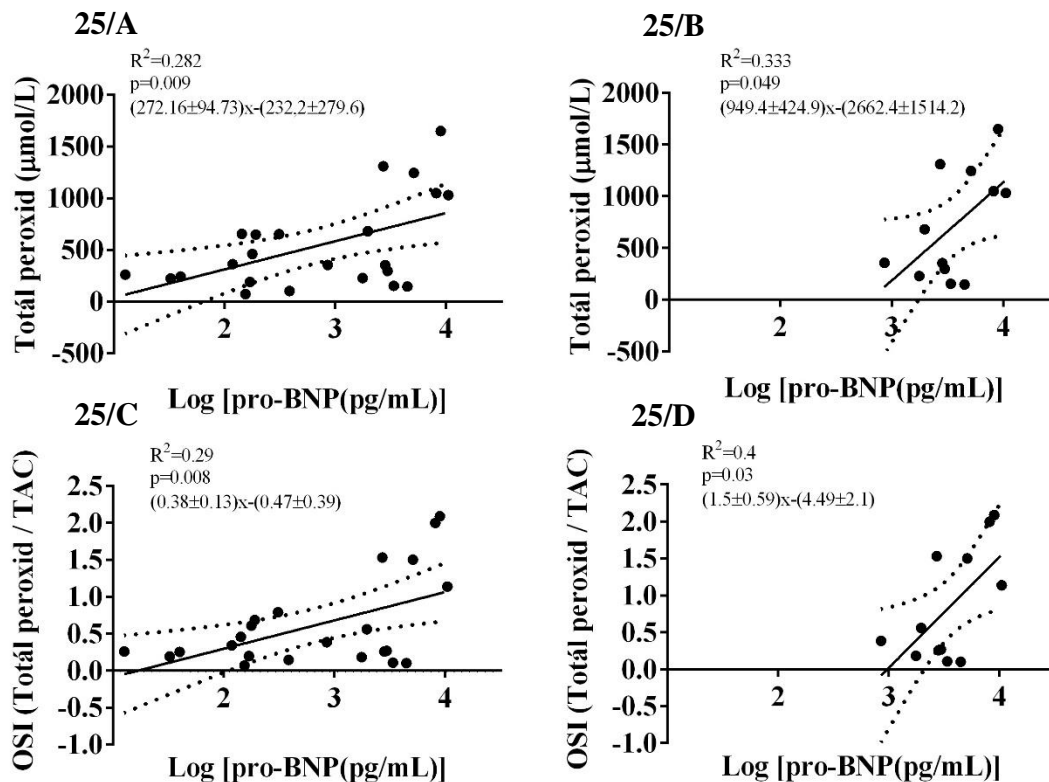 25/A
R²=0.282
p=0.009
(272.16±94.73)x-(232.2±279.6)
Totál peroxid (µmol/L)
2000
1500
1000
500
0
-500
2 3 4
Log [pro-BNP(pg/mL)]
25/B
R²=0.333
p=0.049
(949.4±424.9)x-(2662.4±1514.2)
Totál peroxid (µmol/L)
2000
1500
1000
500
0
-500
2 3 4
Log [pro-BNP(pg/mL)]
25/C
R²=0.29
p=0.008
(0.38±0.13)x-(0.47±0.39)
OSI (Totál peroxid / TAC)
2.5
2.0
1.5
1.0
0.5
0.0
-0.5
-1.0
2 3 4
Log [pro-BNP(pg/mL)]
25/D
R²=0.4
p=0.03
(1.5±0.59)x-(4.49±2.1)
OSI (Totál peroxid / TAC)
2.5
2.0
1.5
1.0
0.5
0.0
-0.5
-1.0
2 3 4
Log [pro-BNP(pg/mL)]